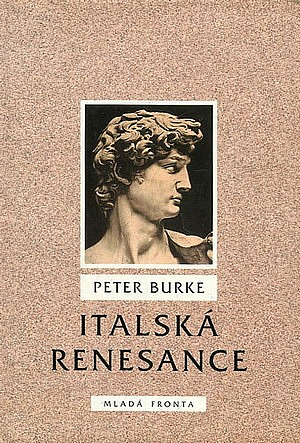 PETER BURKE
ITALSKÁ
RENESANCE
MLADÁ FRONTA